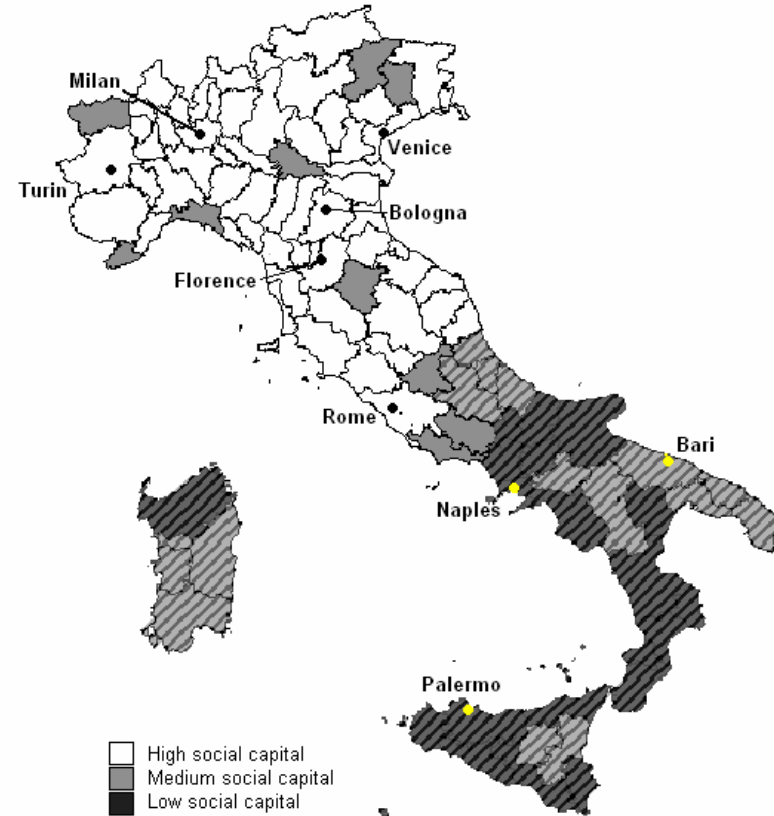 Milan
Venice
Turin
Bologna
Florence
Rome
Bari
Naples
Palermo
High social capital
Medium social capital
Low social capital